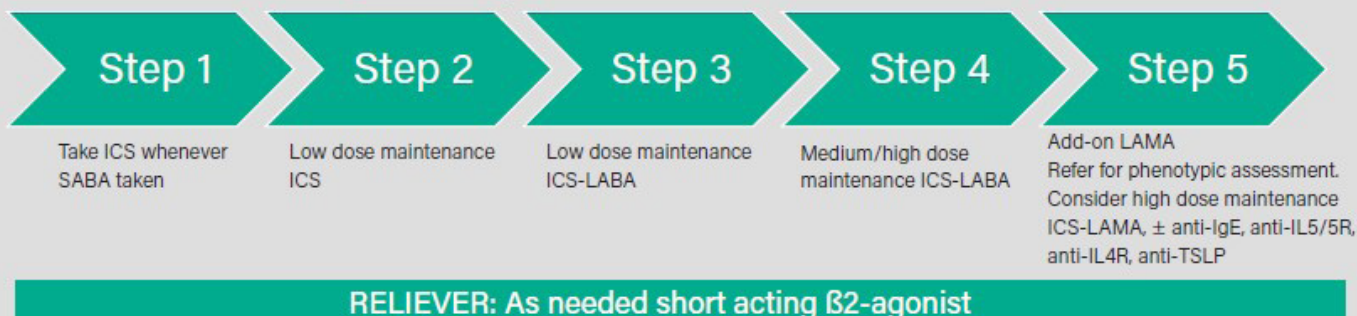 Step 1
Take ICS whenever
SABA taken
Step 2
Low dose maintenance
ICS
Step 3
Low dose maintenance
ICS-LABA
Step 4
Medium/high dose
maintenance ICS-LABA
Step 5
Add-on LAMA
Refer for phenotypic assessment.
Consider high dose maintenance
ICS-LAMA, ± anti-IgE, anti-IL5/5R,
anti-IL4R, anti-TSLP
RELIEVER: As needed short acting ß2-agonist